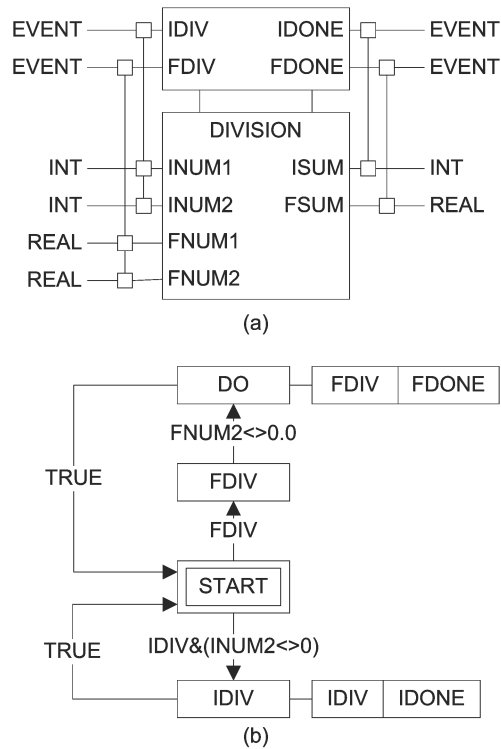 EVENT IDIV IDONE EVENT
EVENT FDIV FDONE EVENT
DIVISION
INT INUM1 ISUM INT
INT INUM2 FSUM REAL
REAL FNUM1
REAL FNUM2
(a)
DO FDIV FDONE
FNUM2<>0.0
TRUE FDIV
FDIV
START
TRUE IDIV&(INUM2<>0)
IDIV IDIV IDONE
(b)